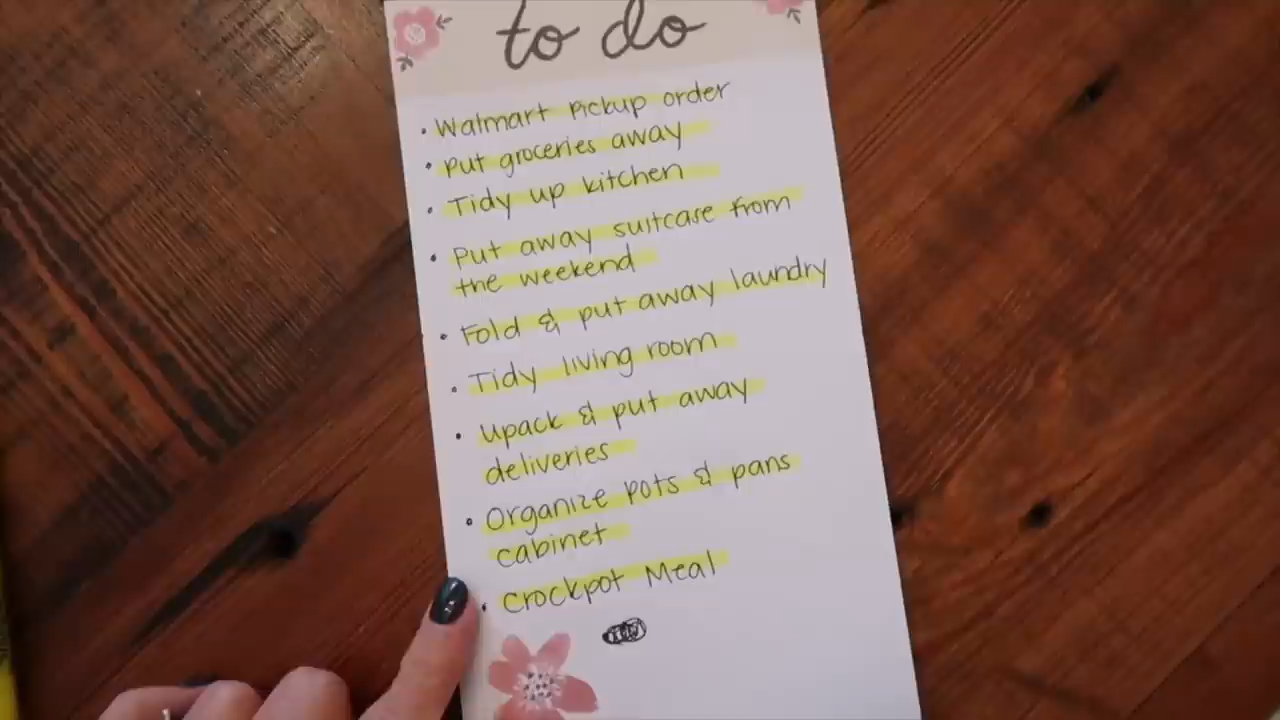 to do
• Walmart Pickup order
• Put groceries away
• Tidy up kitchen
• Put away suitcase from
the weekend
• Fold & put away laundry
• Tidy living room
• Upack & put away
deliveries
• Organize pots & pans
cabinet
• Crockpot Meal